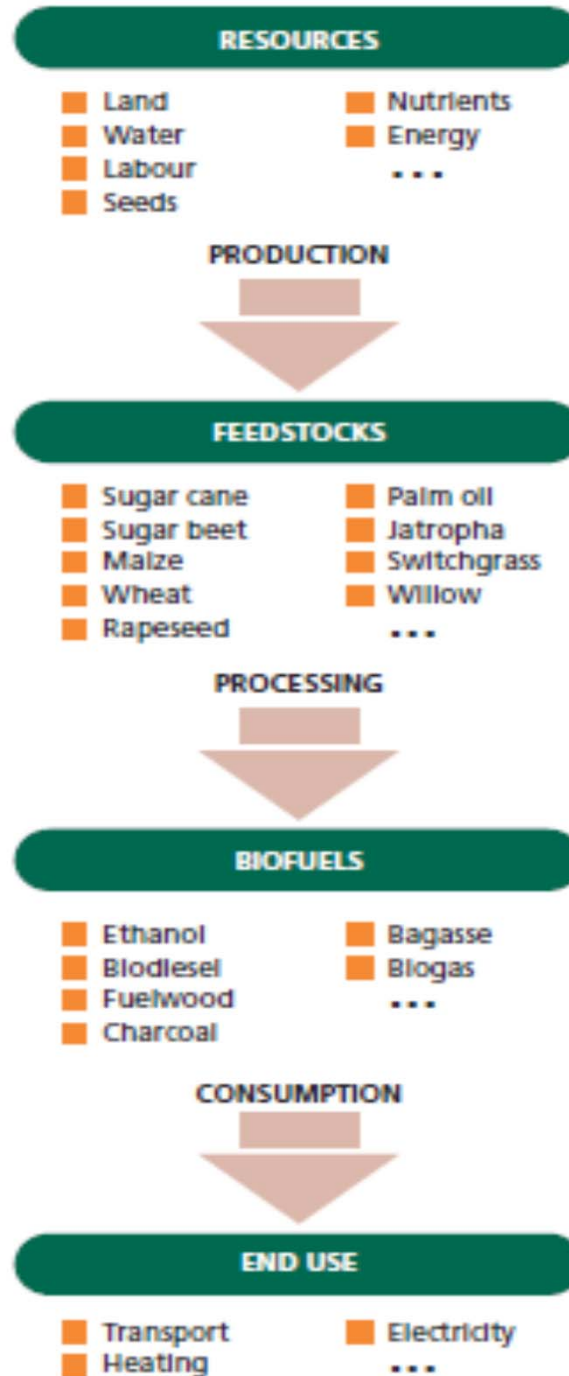 RESOURCES
Land
Water
Labour
Seeds
Nutrients
Energy
...
PRODUCTION
FEEDSTOCKS
Sugar cane
Sugar beet
Maize
Wheat
Rapeseed
Palm oil
Jatropha
Switchgrass
Willow
...
PROCESSING
BIOFUELS
Ethanol
Biodiesel
Fuelwood
Charcoal
Bagasse
Biogas
...
CONSUMPTION
END USE
Transport
Heating
Electricity
...